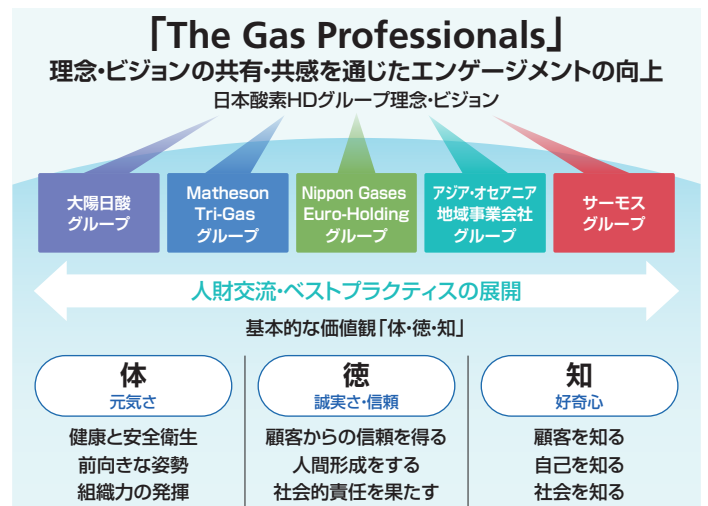 「The Gas Professionals」
理念・ビジョンの共有・共感を通じたエンゲージメントの向上
日本酸素HDグループ理念・ビジョン
大陽日酸
グループ
Matheson
Tri-Gas
グループ
Nippon Gases
Euro-Holding
グループ
アジア・オセアニア
地域事業会社
グループ
サーモス
グループ
人財交流・ベストプラクティスの展開
基本的な価値観「体・徳・知」
体
元気さ
健康と安全衛生
前向きな姿勢
組織力の発揮
徳
誠実さ・信頼
顧客からの信頼を得る
人間形成をする
社会的責任を果たす
知
好奇心
顧客を知る
自己を知る
社会を知る